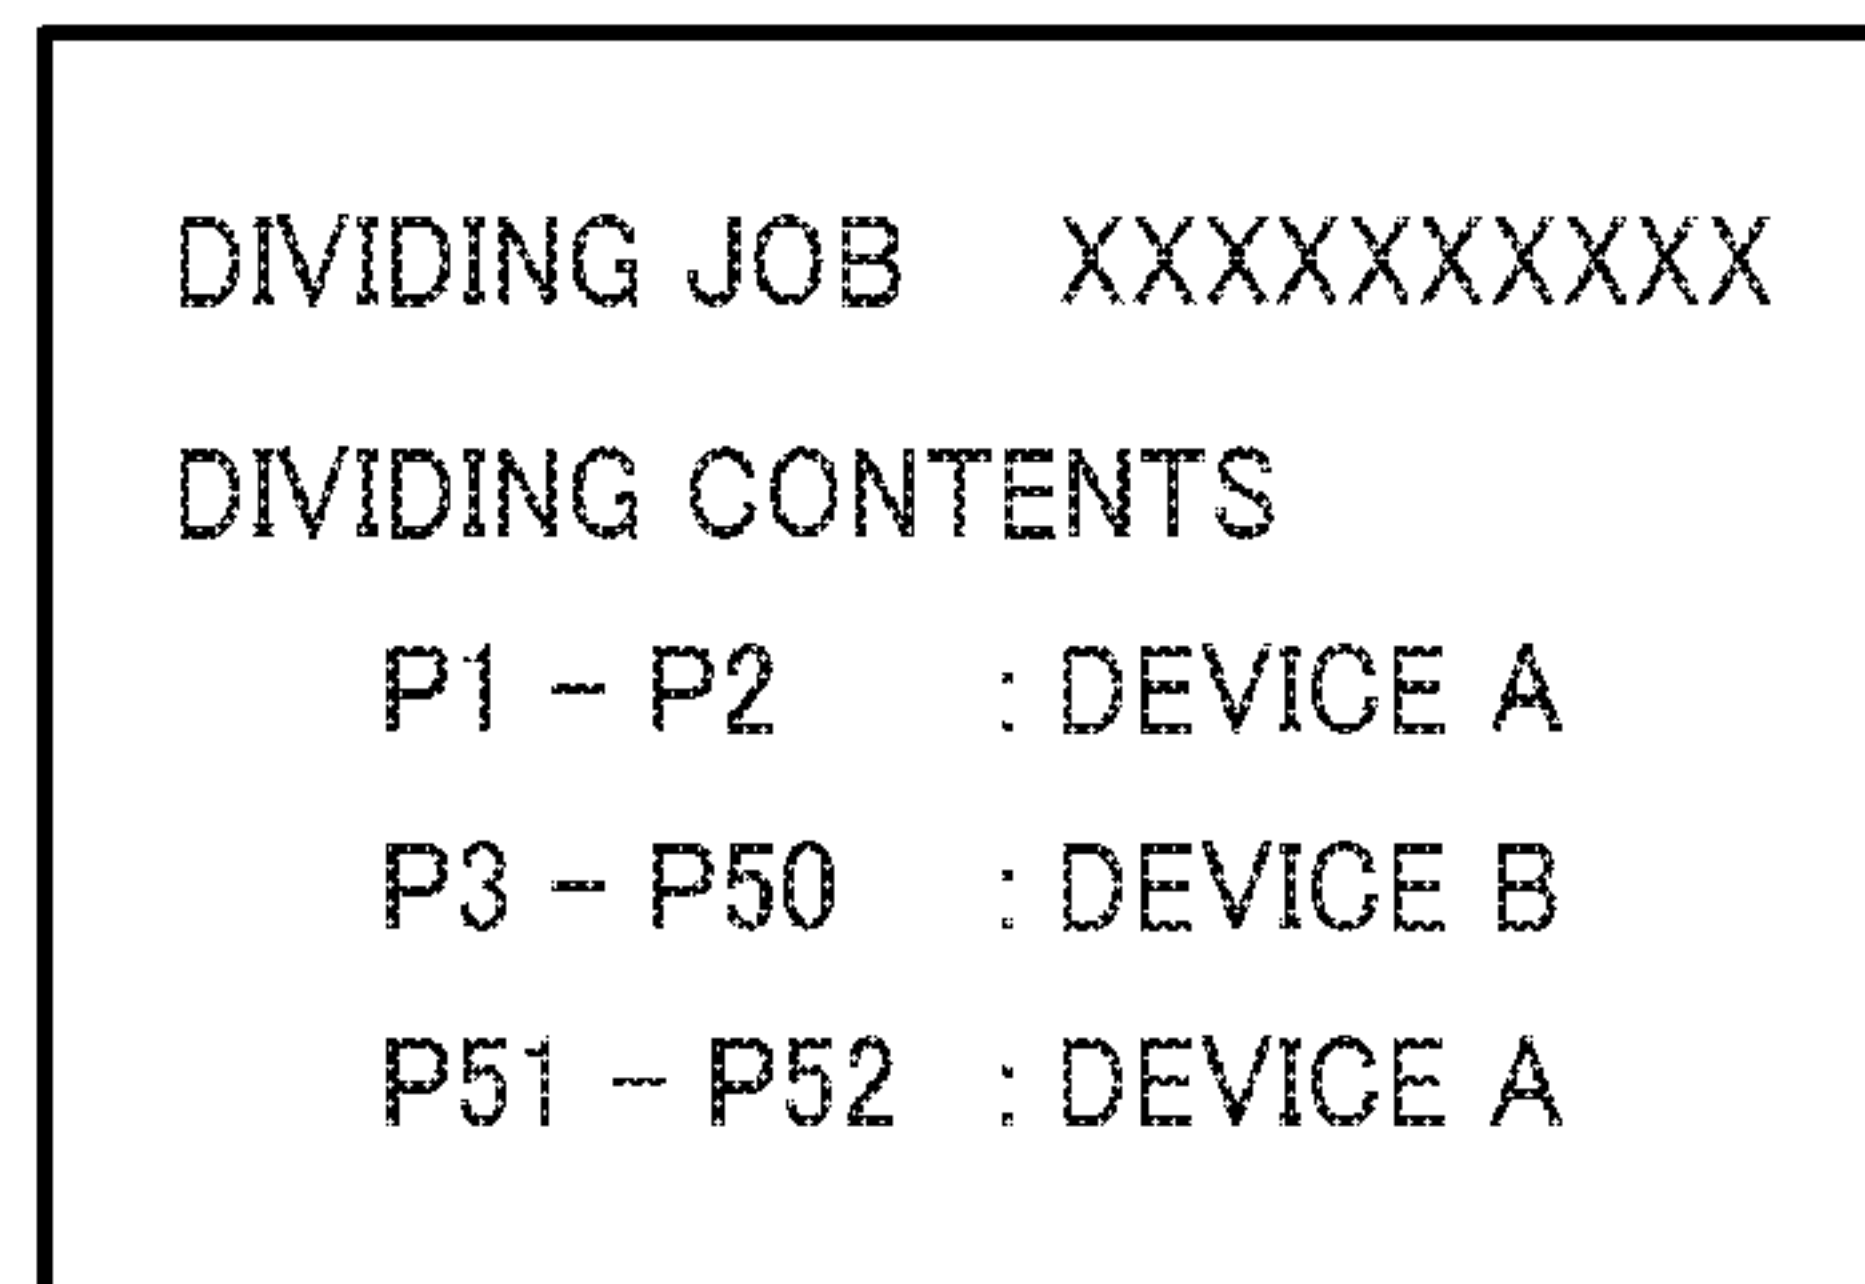 DIVIDING JOB XXXXXXXXXX
DIVIDING CONTENTS
P1 - P2 : DEVICE A
P3 - P50 : DEVICE B
P51 - P52 : DEVICE A